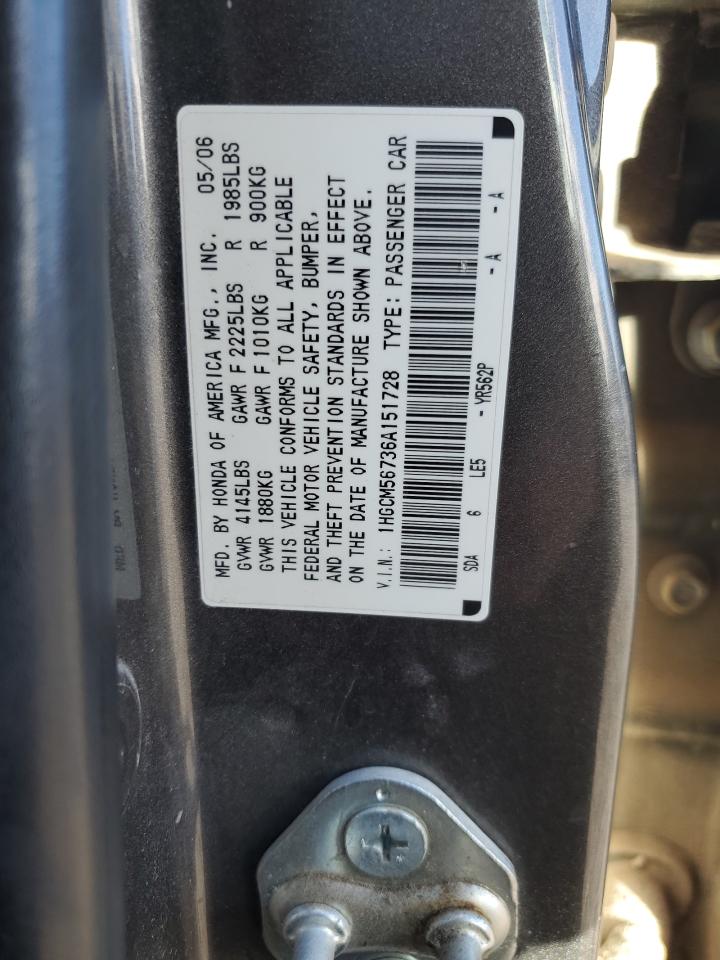 MFD. BY HONDA OF AMERICA MFG., INC. 05/06
GVWR 4145LBS GAWR F 2225LBS R 1985LBS
GVWR 1880KG GAWR F 1010KG R 900KG
THIS VEHICLE CONFORMS TO ALL APPLICABLE
FEDERAL MOTOR VEHICLE SAFETY, BUMPER,
AND THEFT PREVENTION STANDARDS IN EFFECT
ON THE DATE OF MANUFACTURE SHOWN ABOVE.
V.I.N.: 1HGCM56736A151728 TYPE: PASSENGER CAR
SDA 6 LE5 - YR562P - A - A